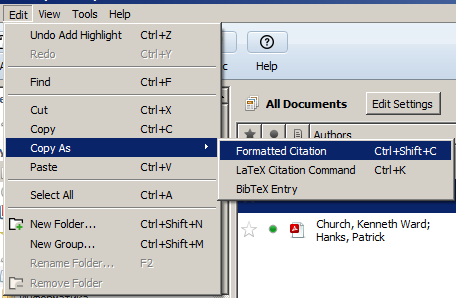 Edit View Tools Help
Undo Add Highlight Ctrl+Z
Redo Ctrl+Y
Help
Find Ctrl+F
All Documents Edit Settings
Cut Ctrl+X
Copy Ctrl+C
Authors
Copy As
Formatted Citation Ctrl+Shift+C
Paste Ctrl+V
LaTeX Citation Command Ctrl+K
BibTeX Entry
Select All Ctrl+A
New Folder... Ctrl+Shift+N
Church, Kenneth Ward;
Hanks, Patrick
New Group... Ctrl+Shift+M
Rename Folder... F2
Remove Folder